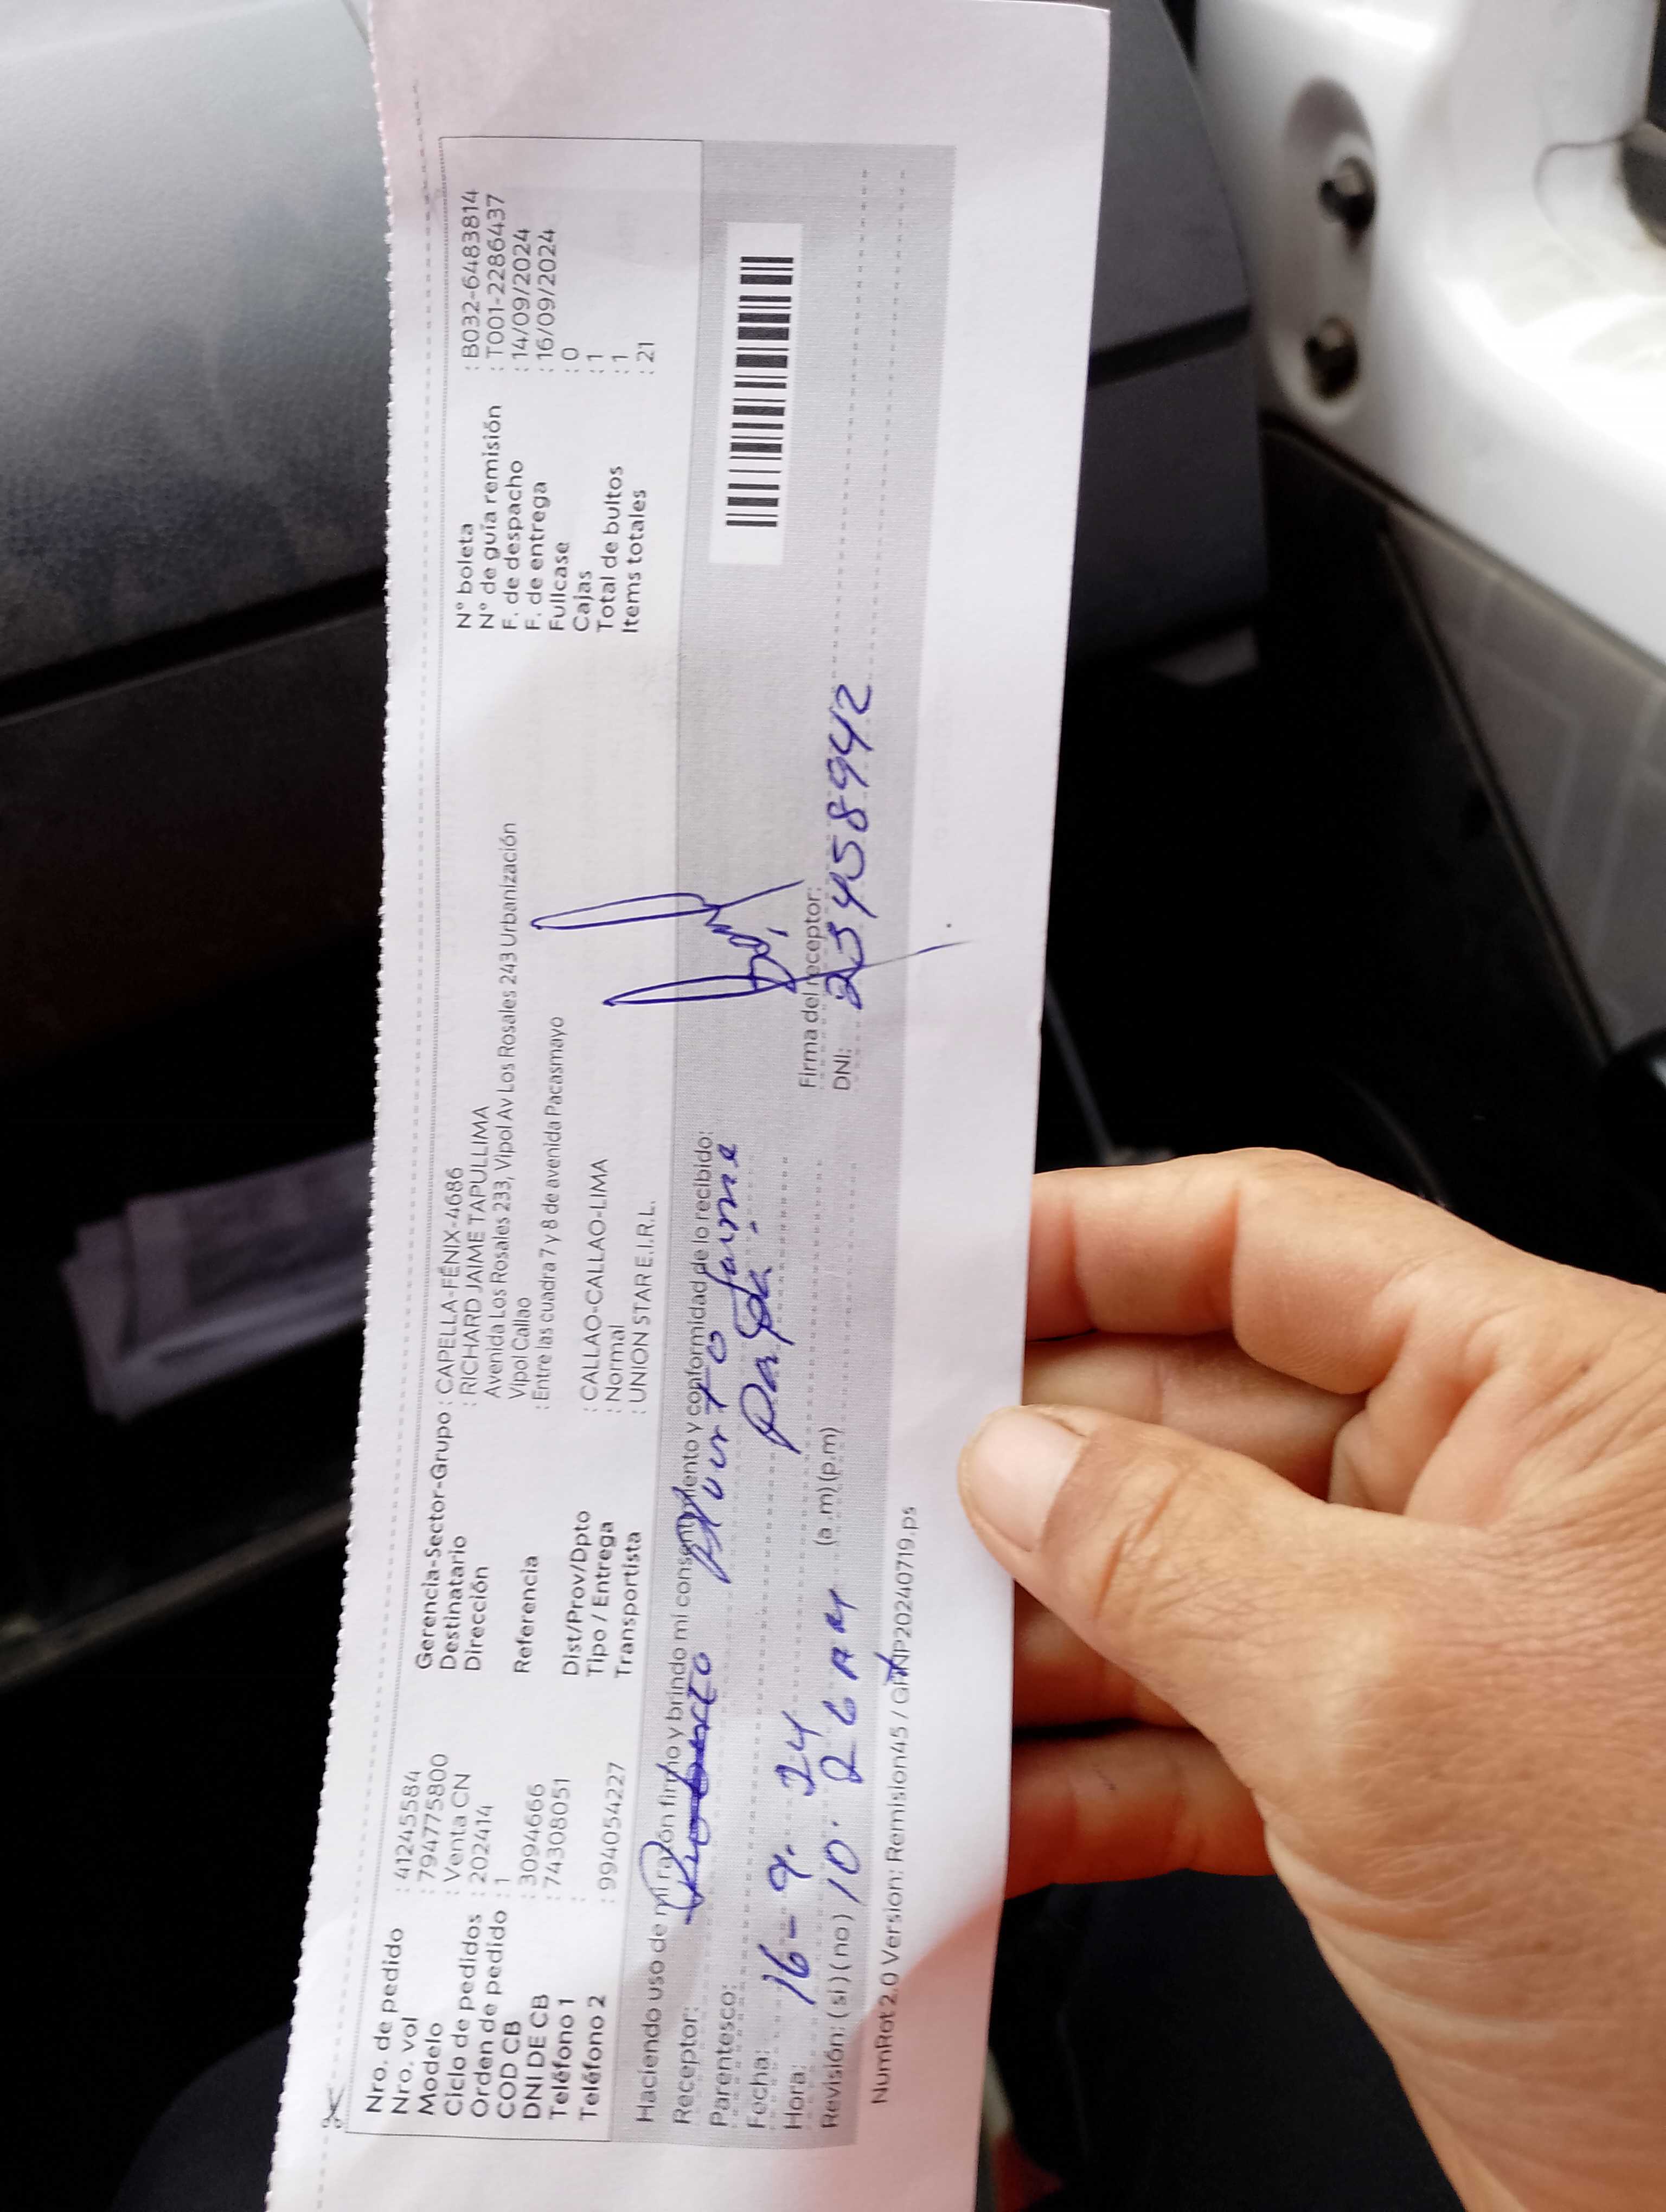 Nro. de pedido : 41245584
Nro. vol : 794775800
Modelo : Venta CN
Ciclo de pedidos : 202414
Orden de pedido : 1
COD CB : 3094666
DNI DE CB : 74308051
Teléfono 1 :
Teléfono 2 : 994054227
Gerencia-Sector-Grupo : CAPELLA-FÉNIX-4686
Destinatario : RICHARD JAIME TAPULLIMA
Dirección Avenida Los Rosales 233, Vipol Av Los Rosales 243 Urbanización
Vipol Callao
Referencia : Entre las cuadra 7 y 8 de avenida Pacasmayo
Dist/Prov/Dpto : CALLAO-CALLAO-LIMA
Tipo / Entrega : Normal
Transportista : UNION STAR E.I.R.L.
N° boleta : B032-6483814
N° de guía remisión : T001-2286437
F. de despacho : 14/09/2024
F. de entrega : 16/09/2024
Fullcase : 0
Cajas : 1
Total de bultos : 1
Items totales : 21
Haciendo uso de mi razón firmo y brindo mi consentimiento y conformidad de lo recibido:
Receptor:
Parentesco:
Fecha: 16-9.24
Hora: 10:26 AM (a.m)(p.m)
Revisión: (si)(no)
Firma del receptor:
DNI: 23458942
NumRot 2.0 Version: Remision45 / GRNP20240719.ps